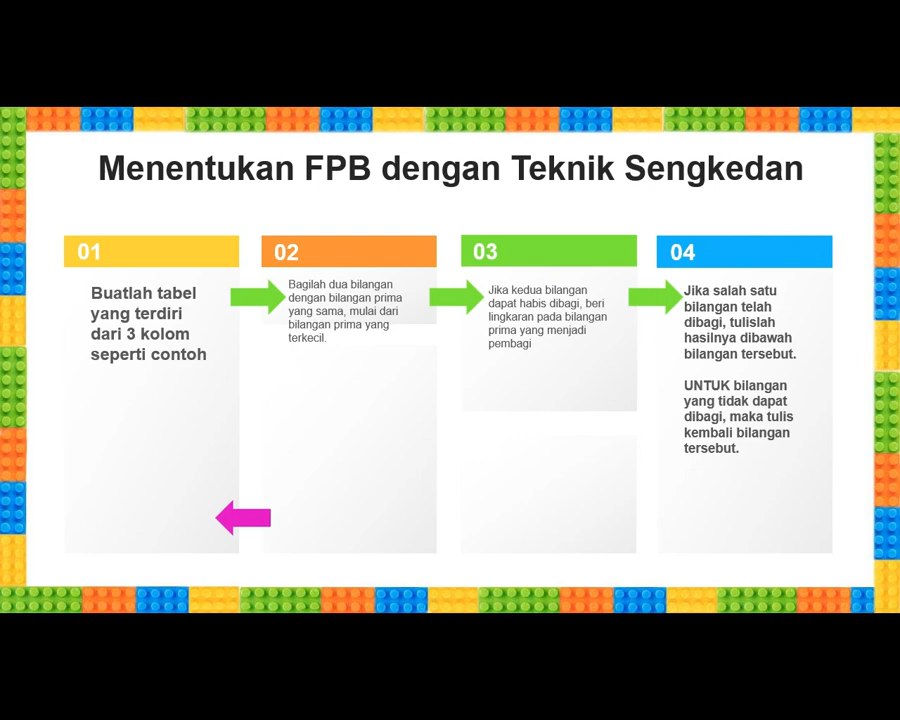 Menentukan FPB dengan Teknik Sengkedan
01
Buatlah tabel
yang terdiri
dari 3 kolom
seperti contoh
02
Bagilah dua bilangan
dengan bilangan prima
yang sama, mulai dari
bilangan prima yang
terkecil.
03
Jika kedua bilangan
dapat habis dibagi, beri
lingkaran pada bilangan
prima yang menjadi
pembagi
04
Jika salah satu
bilangan telah
dibagi, tulislah
hasilnya dibawah
bilangan tersebut.
UNTUK bilangan
yang tidak dapat
dibagi, maka tulis
kembali bilangan
tersebut.